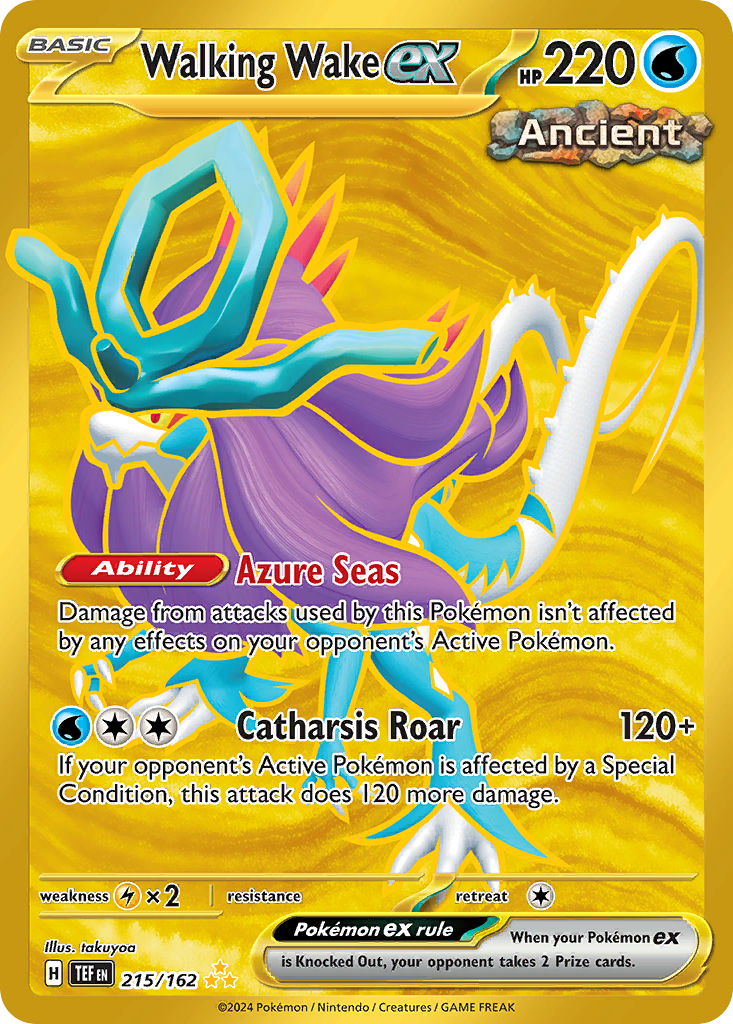 BASIC Walking Wake ex HP 220
Ancient
Ability Azure Seas
Damage from attacks used by this Pokémon isn't affected
by any effects on your opponent's Active Pokémon.
Catharsis Roar 120+
If your opponent's Active Pokémon is affected by a Special
Condition, this attack does 120 more damage.
weakness ×2 resistance retreat
Illus. takuyoa
Pokémon ex rule When your Pokémon ex
is Knocked Out, your opponent takes 2 Prize cards.
H TEF EN 215/162
©2024 Pokémon / Nintendo / Creatures / GAME FREAK